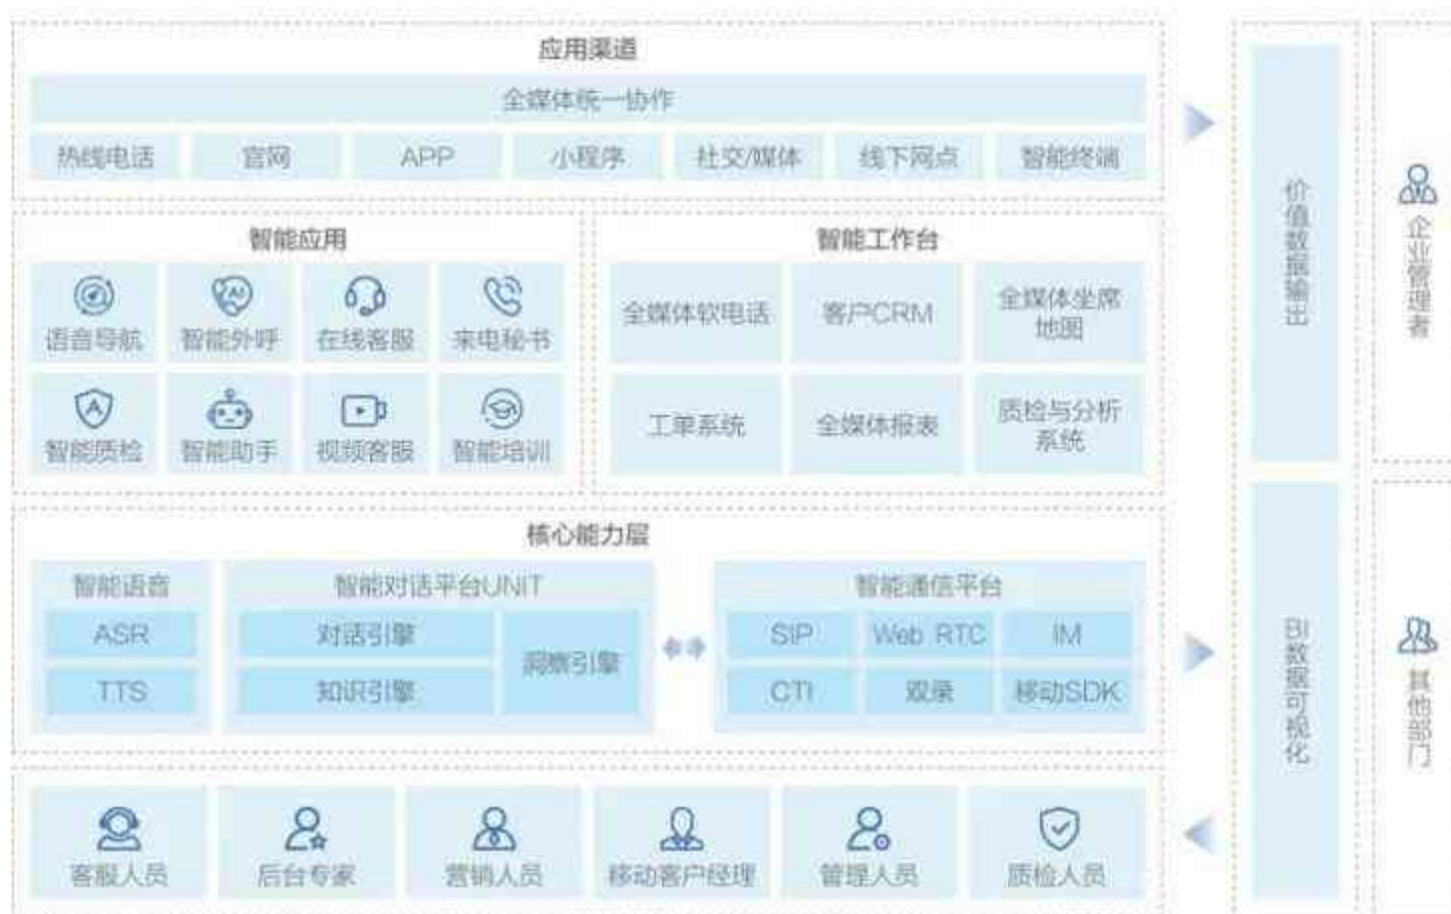 应用渠道
全媒体统一协作
热线电话
官网
APP
小程序
社交/媒体
线下网点
智能终端
智能应用
语音导航
智能外呼
在线客服
来电秘书
智能质检
智能助手
视频客服
智能培训
智能工作台
全媒体软电话
客户CRM
全媒体坐席
地图
工单系统
全媒体报表
质检与分析
系统
核心能力层
智能语音
ASR
TTS
智能对话平台UNIT
对话引擎
知识引擎
洞察引擎
智能通信平台
SIP
Web RTC
IM
CTI
双录
移动SDK
客服人员
后台专家
营销人员
移动客户经理
管理人员
质检人员
价值数据输出
BI数据可视化
企业管理者
其他部门